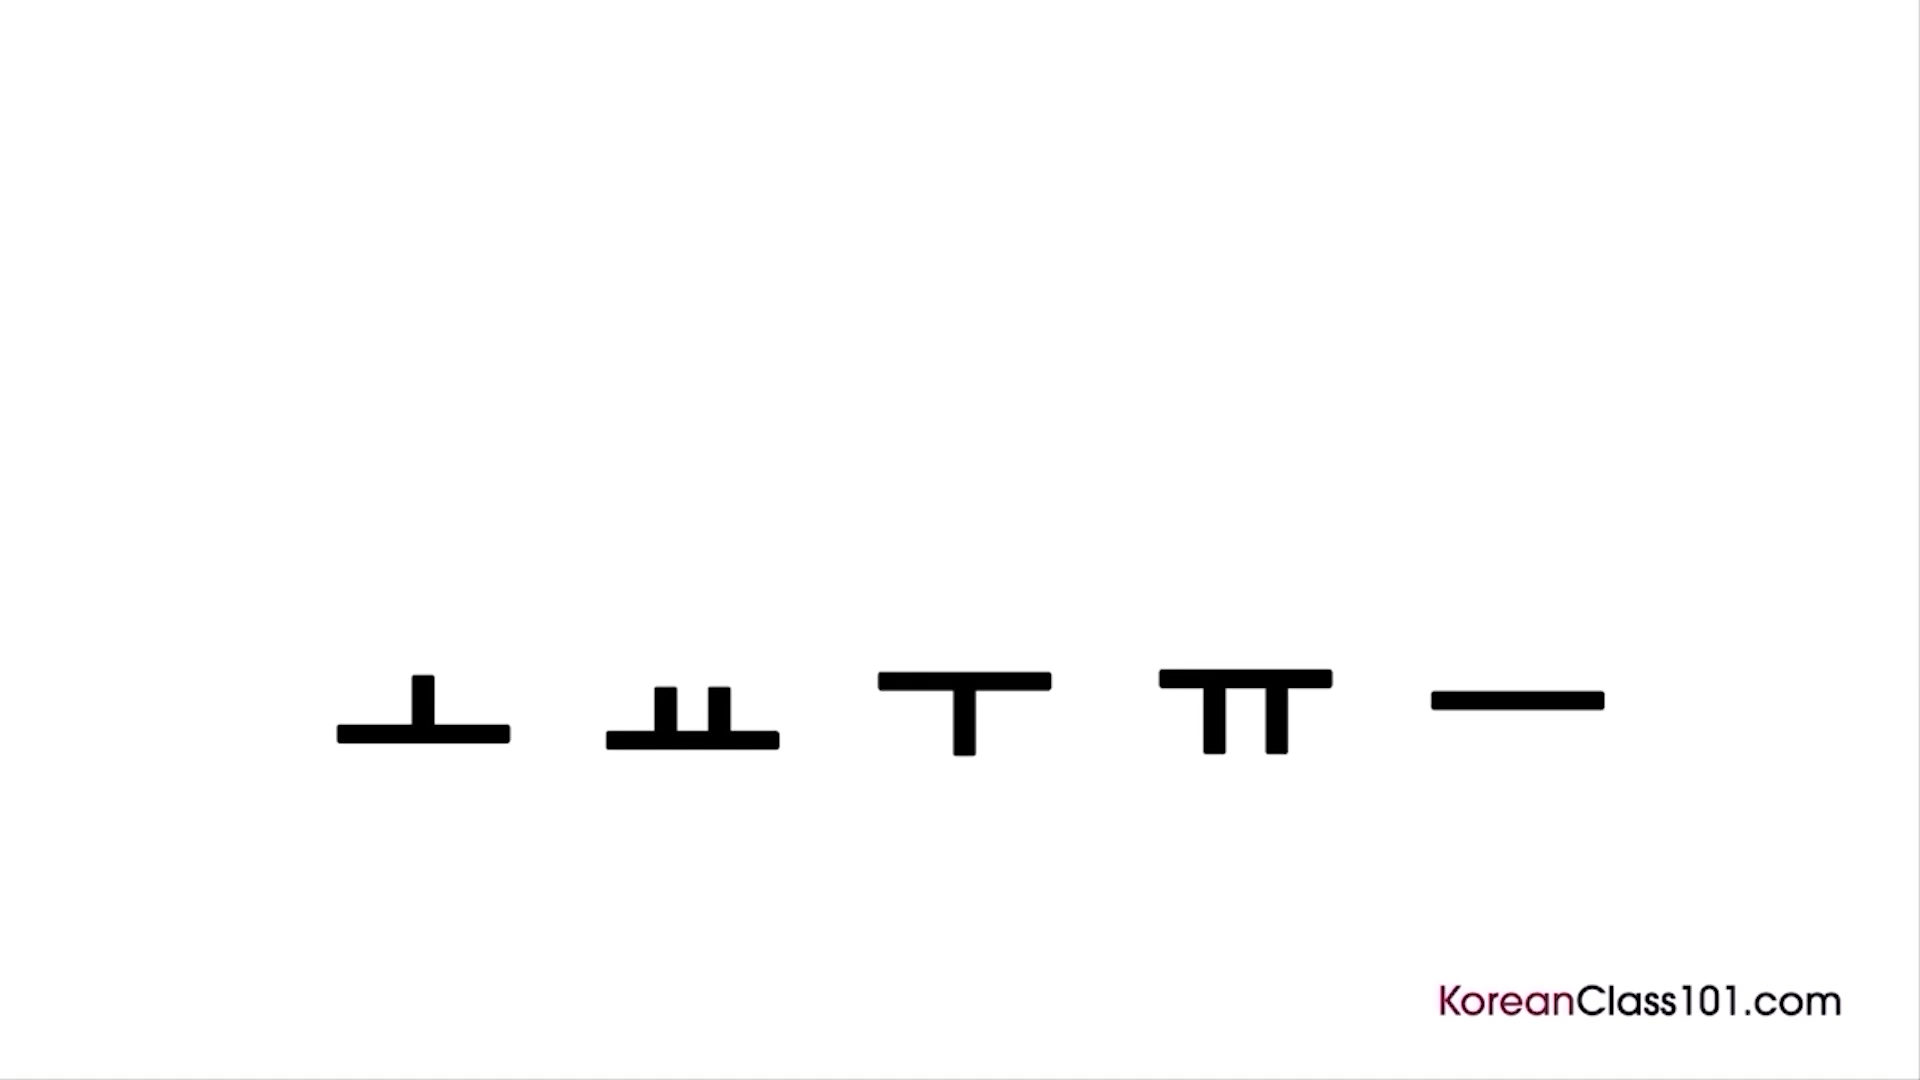 ㅗ ㅛ ㅜ ㅠ ㅡ
KoreanClass101.com